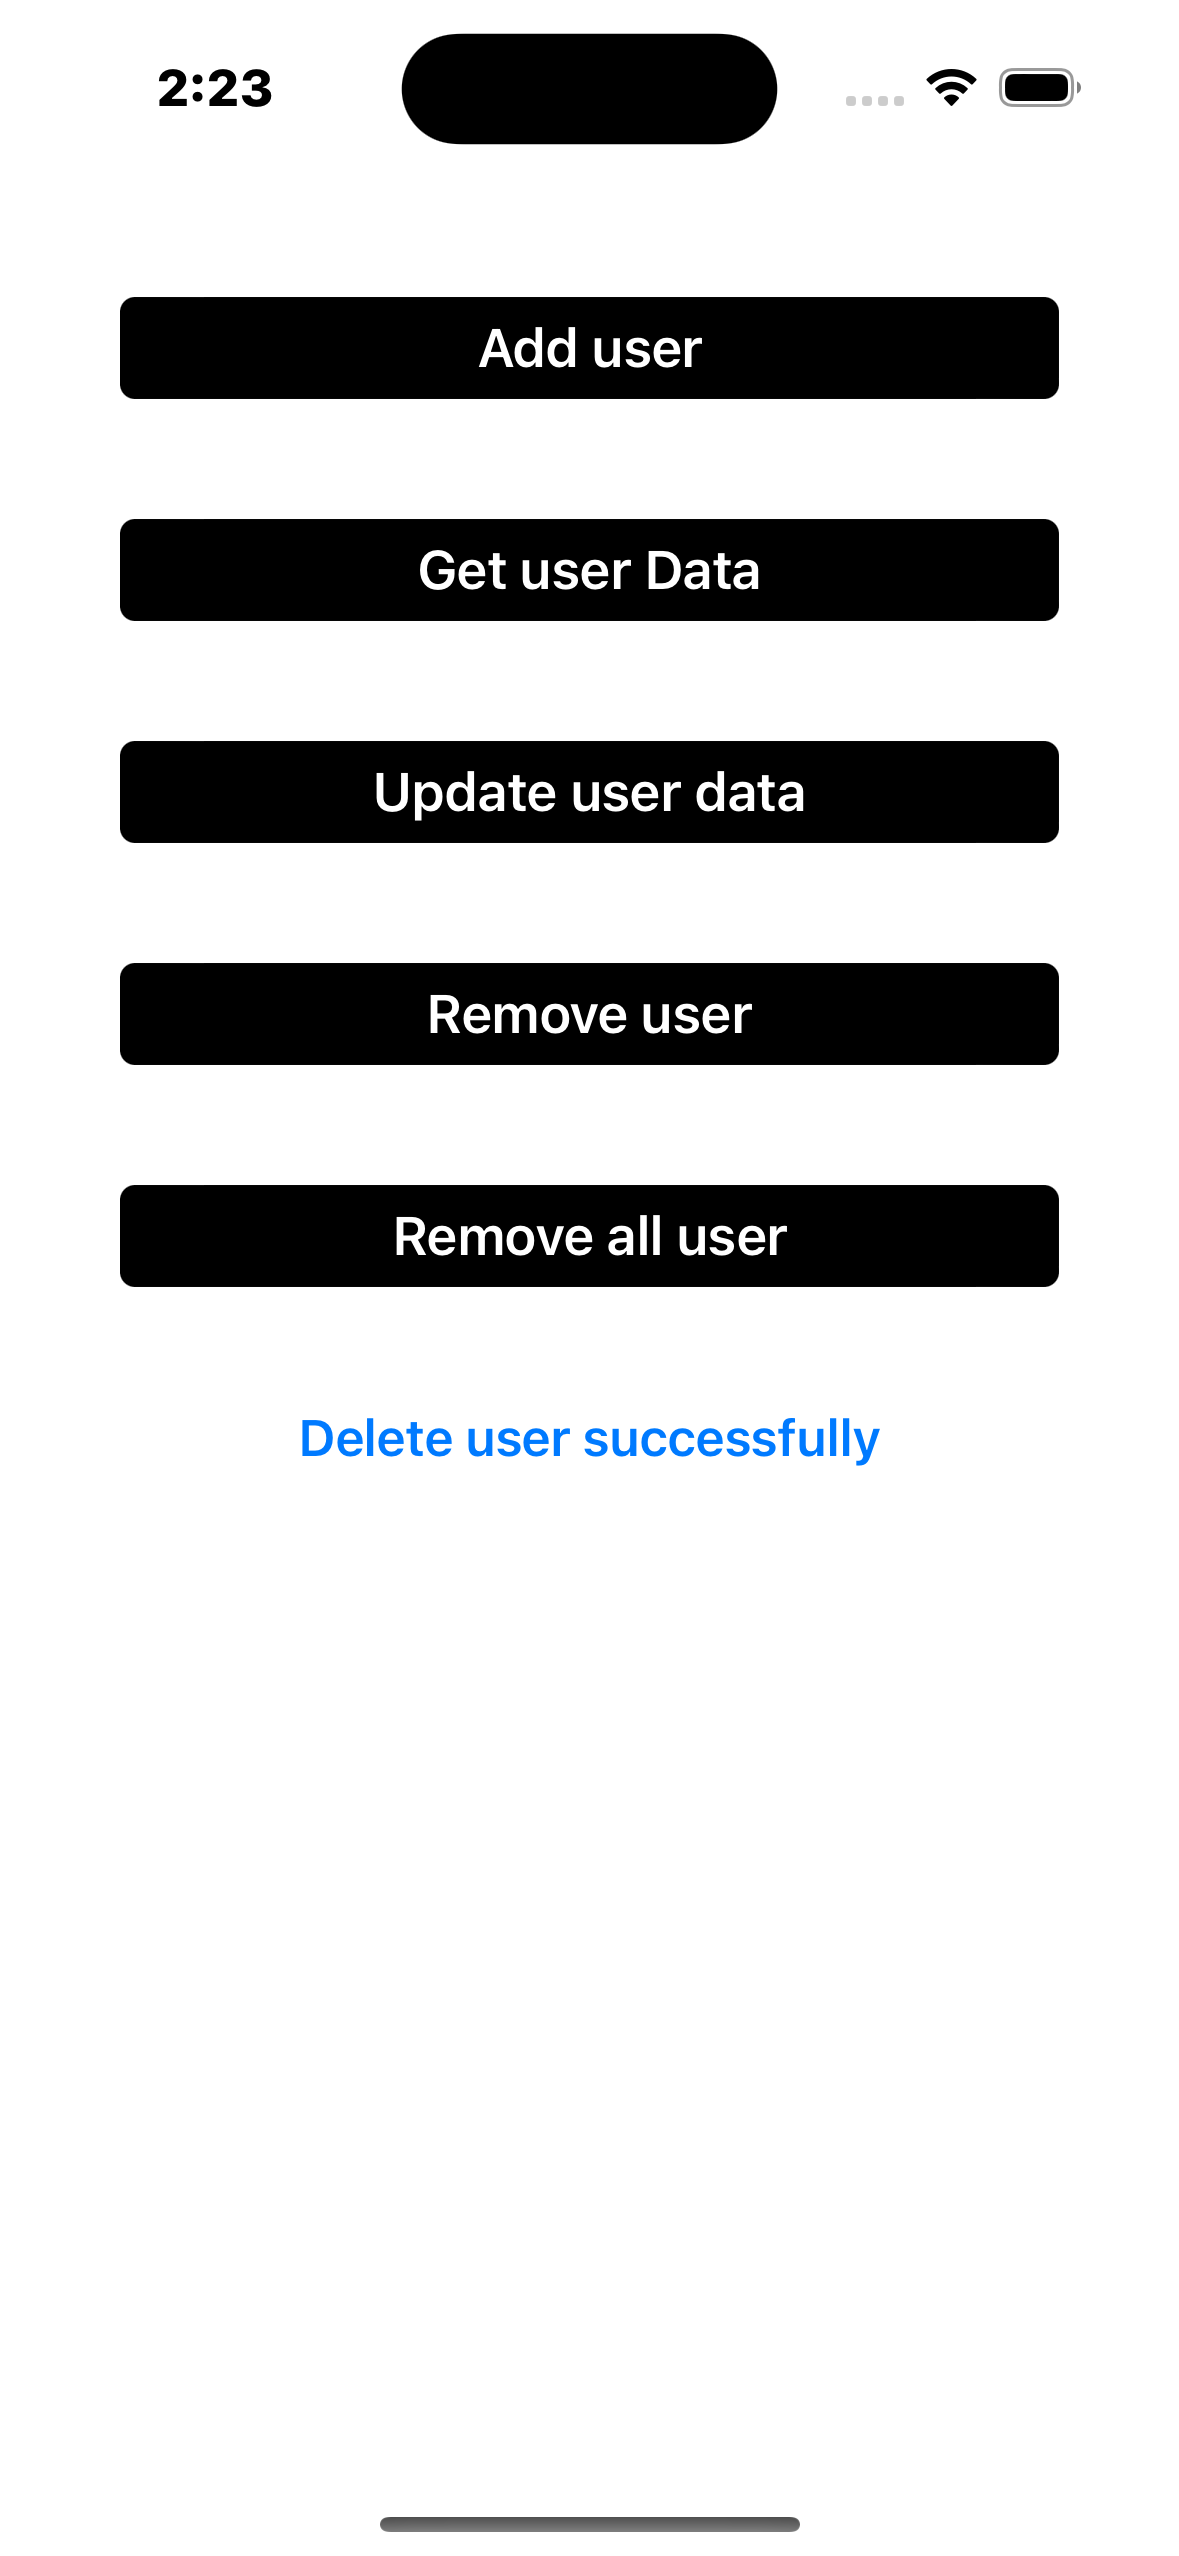 2:23
Add user
Get user Data
Update user data
Remove user
Remove all user
Delete user successfully